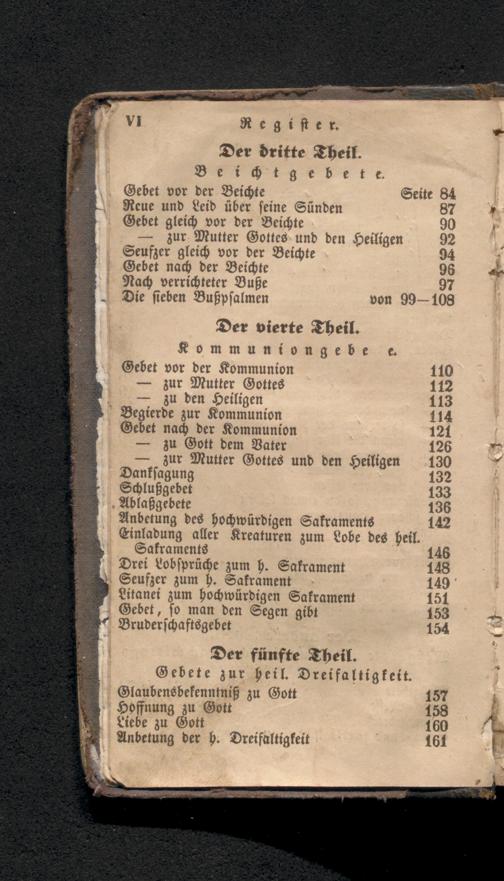 VI Register.
Der dritte Theil.
Beichtgebete.
Gebet vor der Beichte Seite 84
Reue und Leid über seine Sünden 87
Gebet gleich vor der Beichte 90
— zur Mutter Gottes und den Heiligen 92
Seufzer gleich vor der Beichte 94
Gebet nach der Beichte 96
Nach verrichteter Buße 97
Die sieben Bußpsalmen von 99—108
Der vierte Theil.
Kommuniongebe e.
Gebet vor der Kommunion 110
— zur Mutter Gottes 112
— zu den Heiligen 113
Begierde zur Kommunion 114
Gebet nach der Kommunion 121
— zu Gott dem Vater 126
— zur Mutter Gottes und den Heiligen 130
Danksagung 132
Schlußgebet 133
Ablaßgebete 136
Anbetung des hochwürdigen Sakraments 142
Einladung aller Kreaturen zum Lobe des heil.
Sakraments 146
Drei Lobsprüche zum h. Sakrament 148
Seufzer zum h. Sakrament 149
Litanei zum hochwürdigen Sakrament 151
Gebet, so man den Segen gibt 153
Bruderschaftsgebet 154
Der fünfte Theil.
Gebete zur heil. Dreifaltigkeit.
Glaubensbekenntniß zu Gott 157
Hoffnung zu Gott 158
Liebe zu Gott 160
Anbetung der h. Dreifaltigkeit 161